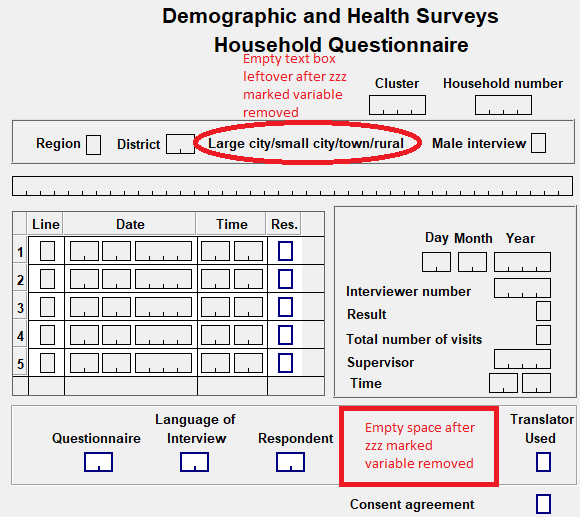 Demographic and Health Surveys
Household Questionnaire
Empty text box
leftover after zzz
marked variable
removed
Cluster Household number
Region District Large city/small city/town/rural Male interview
Line Date Time Res.
1
2
3
4
5
Day Month Year
Interviewer number
Result
Total number of visits
Supervisor
Time
Questionnaire
Language of
Interview
Respondent
Empty space after
zzz marked
variable removed
Translator
Used
Consent agreement